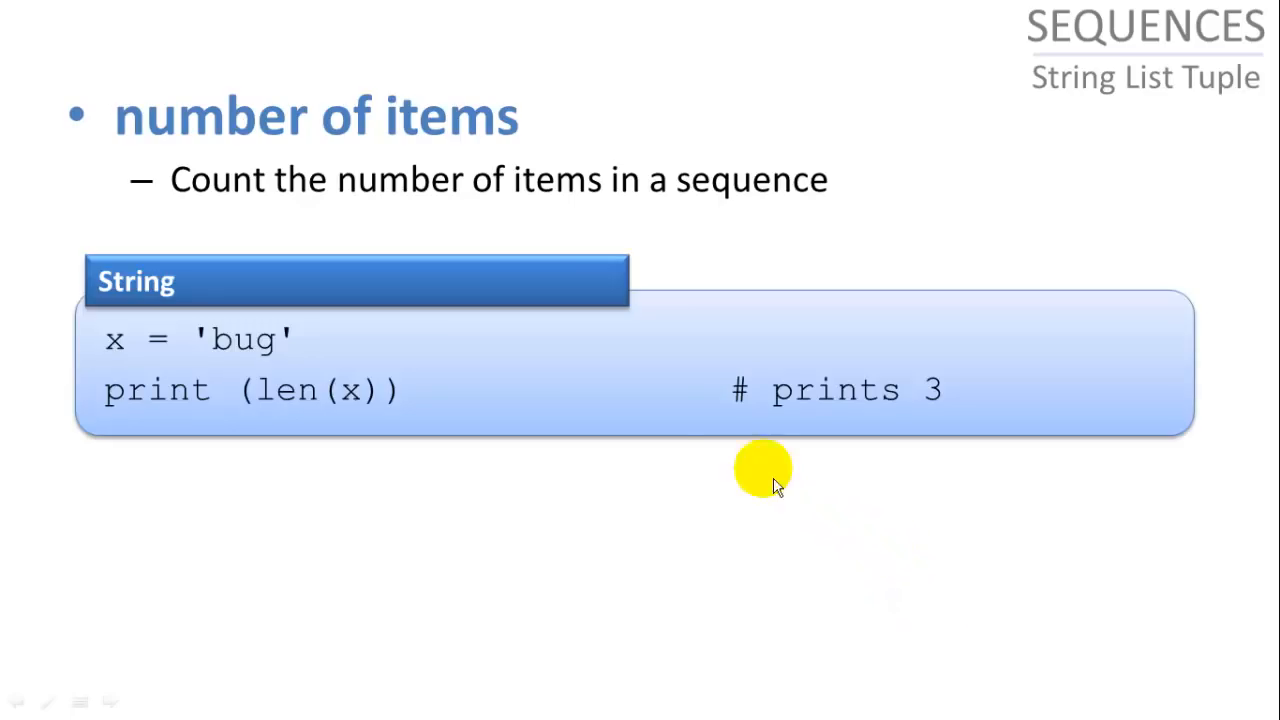 SEQUENCES
String List Tuple
• number of items
– Count the number of items in a sequence
String
x = 'bug'
print (len(x)) # prints 3